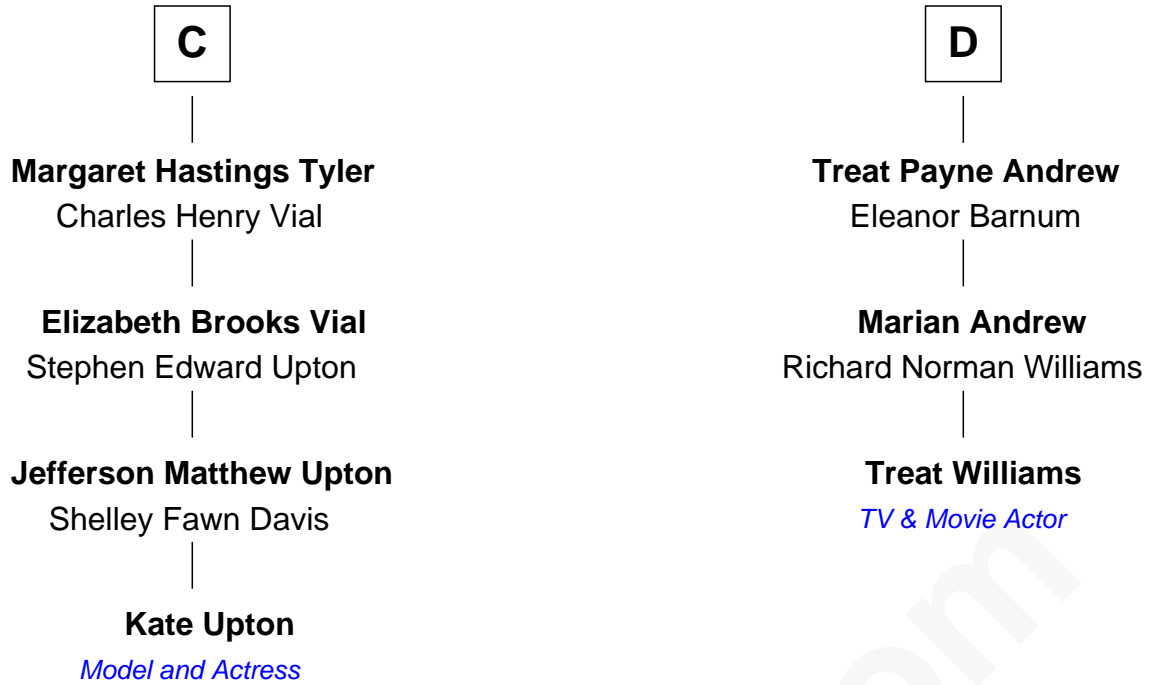 C
Margaret Hastings Tyler
Charles Henry Vial
Elizabeth Brooks Vial
Stephen Edward Upton
Jefferson Matthew Upton
Shelley Fawn Davis
Kate Upton
Model and Actress
D
Treat Payne Andrew
Eleanor Barnum
Marian Andrew
Richard Norman Williams
Treat Williams
TV & Movie Actor
om